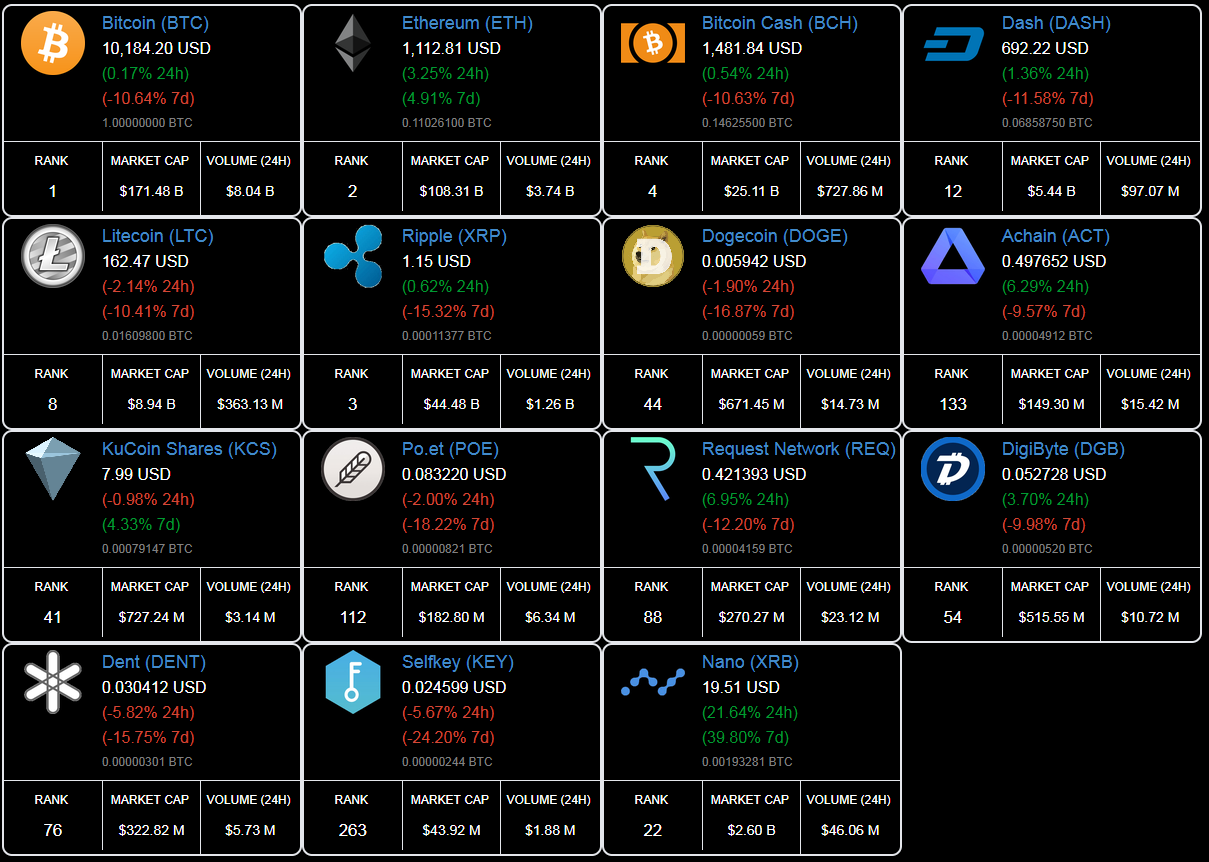 Bitcoin (BTC)
10,184.20 USD
(0.17% 24h)
(-10.64% 7d)
1.00000000 BTC
RANK MARKET CAP VOLUME (24H)
1 $171.48 B $8.04 B
Ethereum (ETH)
1,112.81 USD
(3.25% 24h)
(4.91% 7d)
0.11026100 BTC
RANK MARKET CAP VOLUME (24H)
2 $108.31 B $3.74 B
Bitcoin Cash (BCH)
1,481.84 USD
(0.54% 24h)
(-10.63% 7d)
0.14625500 BTC
RANK MARKET CAP VOLUME (24H)
4 $25.11 B $727.86 M
Dash (DASH)
692.22 USD
(1.36% 24h)
(-11.58% 7d)
0.06858750 BTC
RANK MARKET CAP VOLUME (24H)
12 $5.44 B $97.07 M
Litecoin (LTC)
162.47 USD
(-2.14% 24h)
(-10.41% 7d)
0.01609800 BTC
RANK MARKET CAP VOLUME (24H)
8 $8.94 B $363.13 M
Ripple (XRP)
1.15 USD
(0.62% 24h)
(-15.32% 7d)
0.00011377 BTC
RANK MARKET CAP VOLUME (24H)
3 $44.48 B $1.26 B
Dogecoin (DOGE)
0.005942 USD
(-1.90% 24h)
(-16.87% 7d)
0.00000059 BTC
RANK MARKET CAP VOLUME (24H)
44 $671.45 M $14.73 M
Achain (ACT)
0.497652 USD
(6.29% 24h)
(-9.57% 7d)
0.00004912 BTC
RANK MARKET CAP VOLUME (24H)
133 $149.30 M $15.42 M
KuCoin Shares (KCS)
7.99 USD
(-0.98% 24h)
(4.33% 7d)
0.00079147 BTC
RANK MARKET CAP VOLUME (24H)
41 $727.24 M $3.14 M
Po.et (POE)
0.083220 USD
(-2.00% 24h)
(-18.22% 7d)
0.00000821 BTC
RANK MARKET CAP VOLUME (24H)
112 $182.80 M $6.34 M
Request Network (REQ)
0.421393 USD
(6.95% 24h)
(-12.20% 7d)
0.00004159 BTC
RANK MARKET CAP VOLUME (24H)
88 $270.27 M $23.12 M
DigiByte (DGB)
0.052728 USD
(3.70% 24h)
(-9.98% 7d)
0.00000520 BTC
RANK MARKET CAP VOLUME (24H)
54 $515.55 M $10.72 M
Dent (DENT)
0.030412 USD
(-5.82% 24h)
(-15.75% 7d)
0.00000301 BTC
RANK MARKET CAP VOLUME (24H)
76 $322.82 M $5.73 M
Selfkey (KEY)
0.024599 USD
(-5.67% 24h)
(-24.20% 7d)
0.00000244 BTC
RANK MARKET CAP VOLUME (24H)
263 $43.92 M $1.88 M
Nano (XRB)
19.51 USD
(21.64% 24h)
(39.80% 7d)
0.00193281 BTC
RANK MARKET CAP VOLUME (24H)
22 $2.60 B $46.06 M